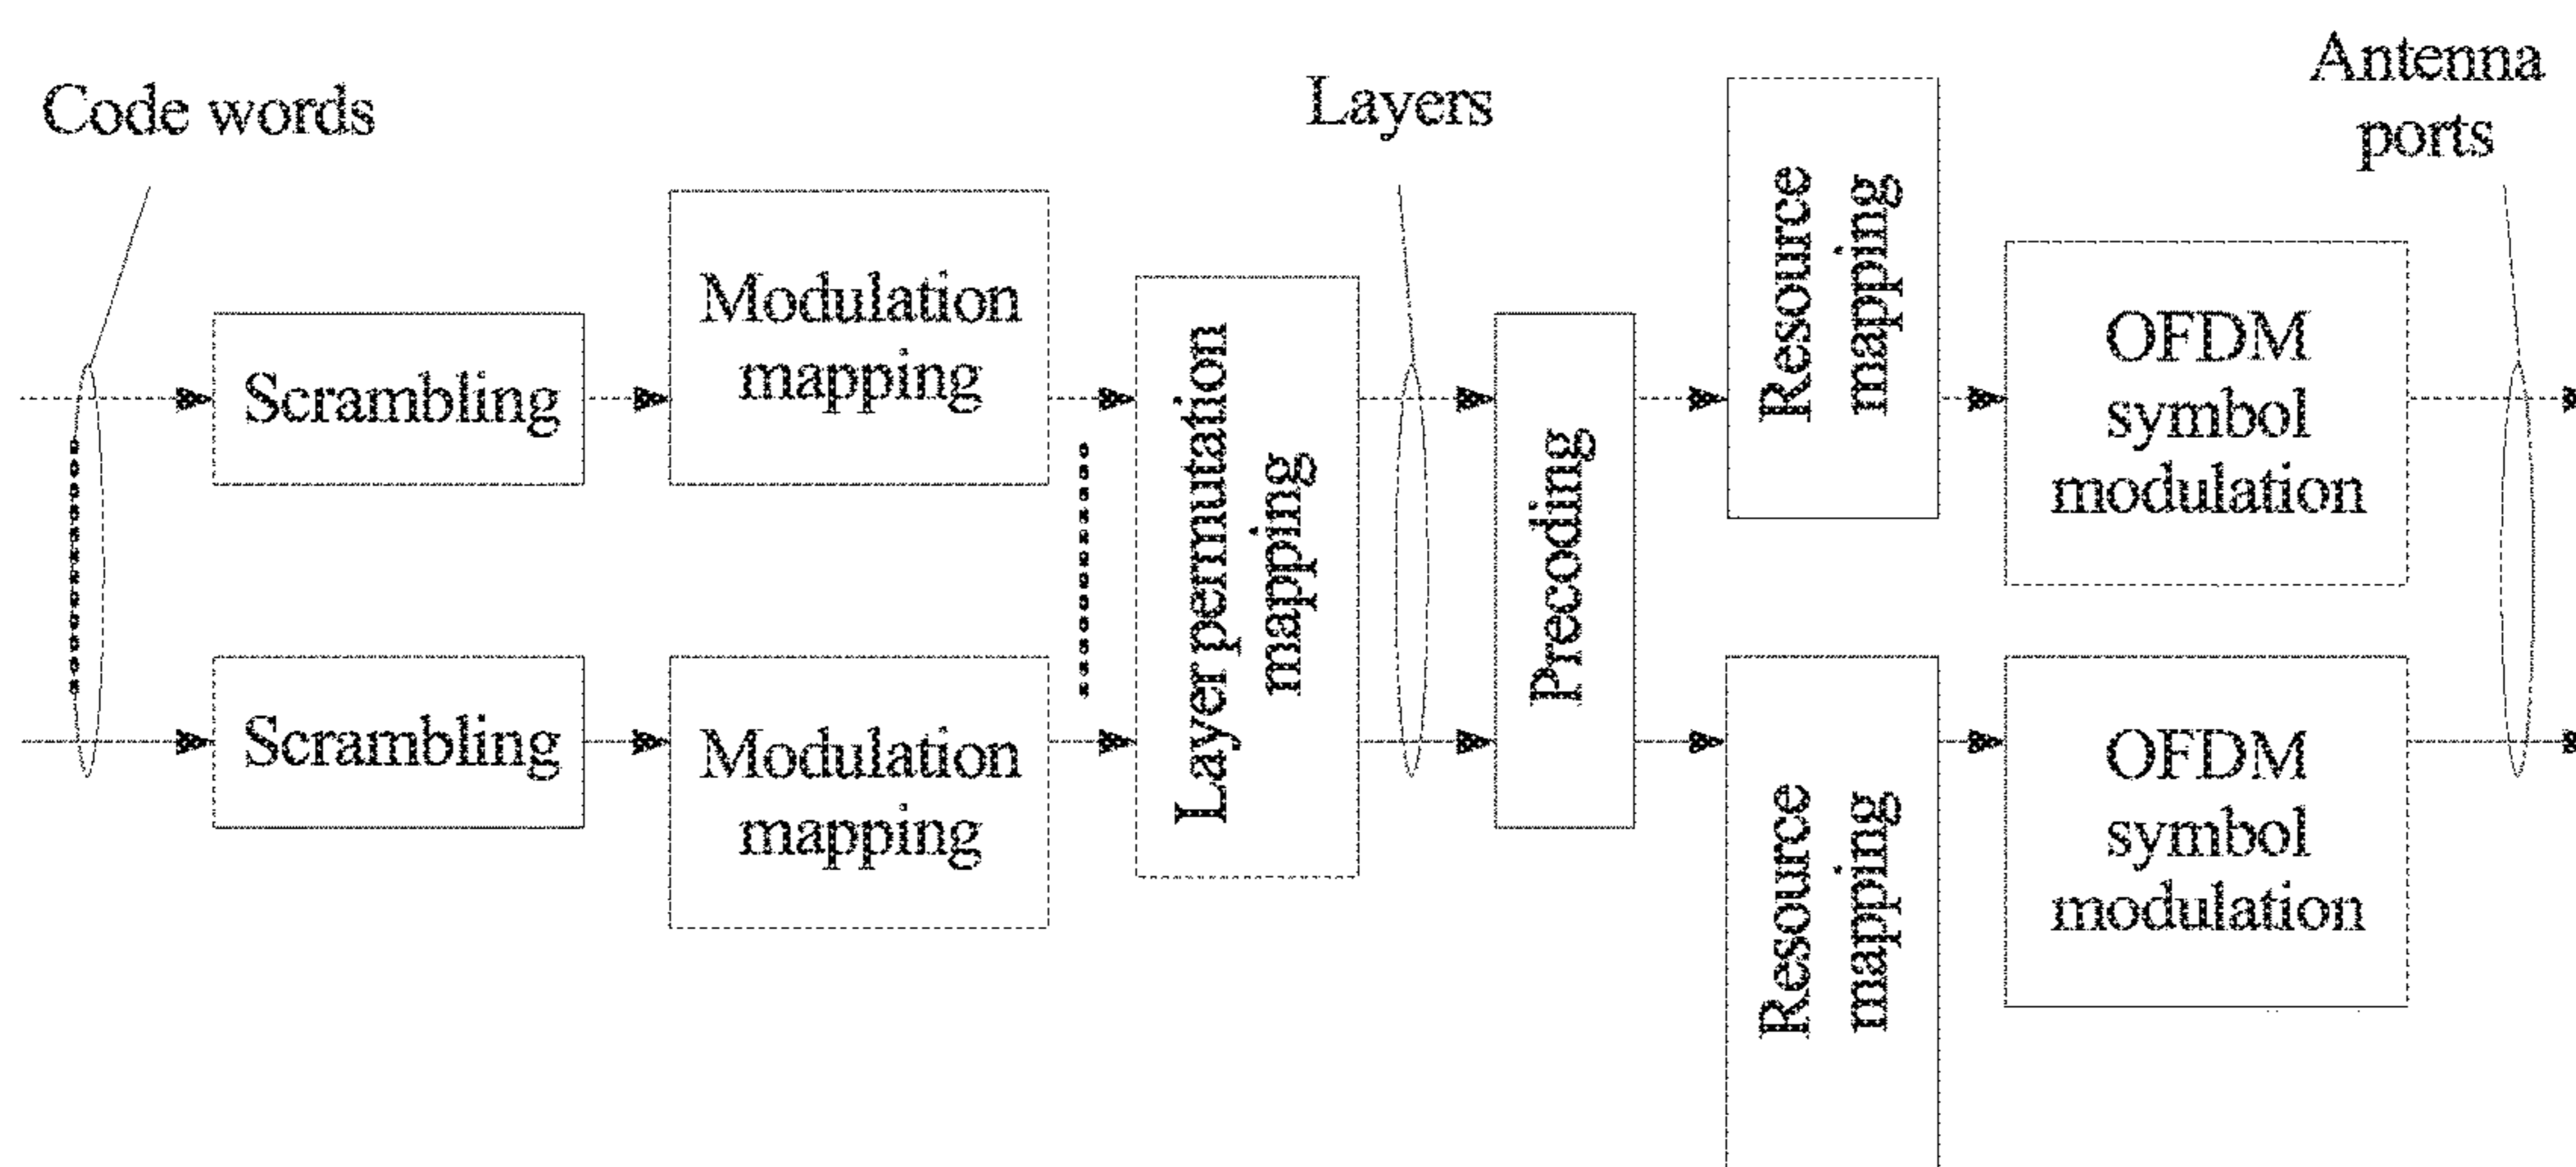 Code words
Layers
Antenna
ports
Scrambling
Modulation
mapping
Layer permutation
mapping
Precoding
Resource
mapping
OFDM
symbol
modulation
Scrambling
Modulation
mapping
Resource
mapping
OFDM
symbol
modulation